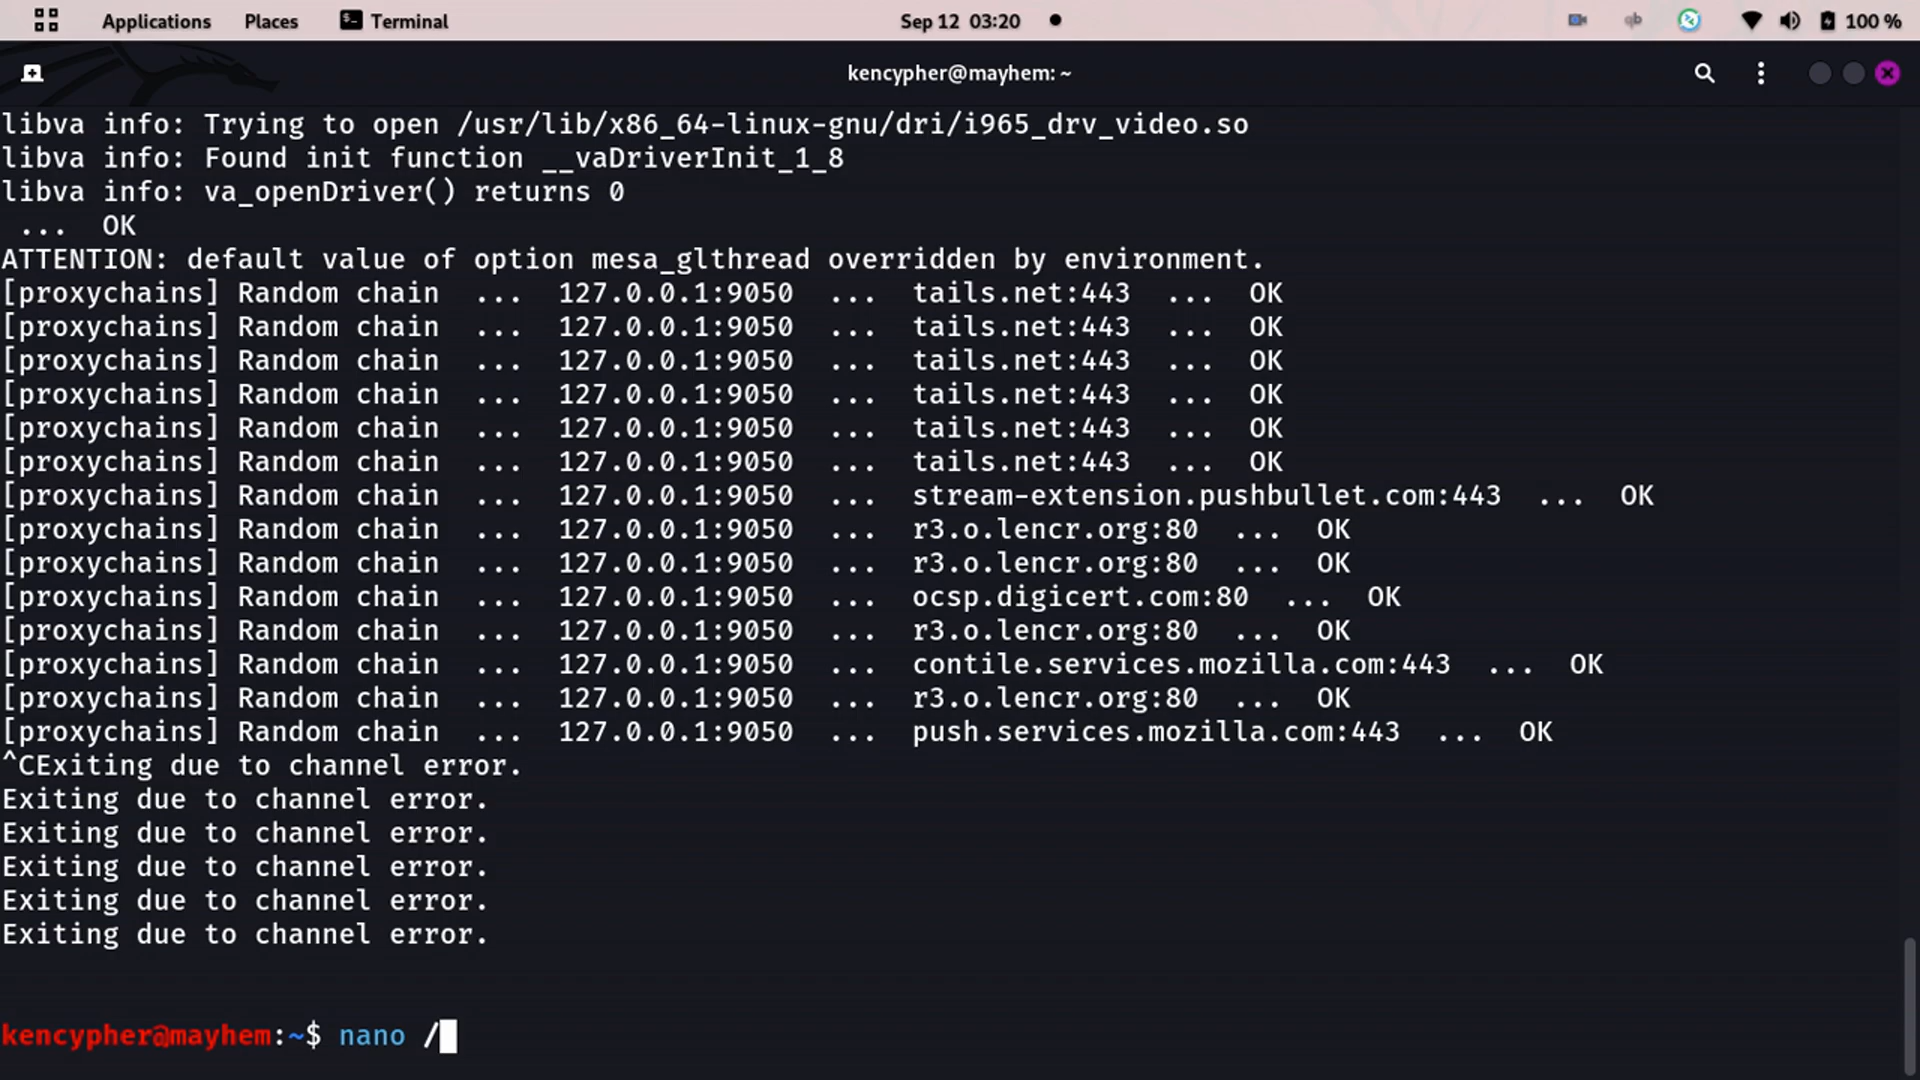 Applications Places Terminal Sep 12 03:20 qb 100 %
kencypher@mayhem: ~
libva info: Trying to open /usr/lib/x86_64-linux-gnu/dri/i965_drv_video.so
libva info: Found init function __vaDriverInit_1_8
libva info: va_openDriver() returns 0
... OK
ATTENTION: default value of option mesa_glthread overridden by environment.
[proxychains] Random chain ... 127.0.0.1:9050 ... tails.net:443 ... OK
[proxychains] Random chain ... 127.0.0.1:9050 ... tails.net:443 ... OK
[proxychains] Random chain ... 127.0.0.1:9050 ... tails.net:443 ... OK
[proxychains] Random chain ... 127.0.0.1:9050 ... tails.net:443 ... OK
[proxychains] Random chain ... 127.0.0.1:9050 ... tails.net:443 ... OK
[proxychains] Random chain ... 127.0.0.1:9050 ... tails.net:443 ... OK
[proxychains] Random chain ... 127.0.0.1:9050 ... stream-extension.pushbullet.com:443 ... OK
[proxychains] Random chain ... 127.0.0.1:9050 ... r3.o.lencr.org:80 ... OK
[proxychains] Random chain ... 127.0.0.1:9050 ... r3.o.lencr.org:80 ... OK
[proxychains] Random chain ... 127.0.0.1:9050 ... ocsp.digicert.com:80 ... OK
[proxychains] Random chain ... 127.0.0.1:9050 ... r3.o.lencr.org:80 ... OK
[proxychains] Random chain ... 127.0.0.1:9050 ... contile.services.mozilla.com:443 ... OK
[proxychains] Random chain ... 127.0.0.1:9050 ... r3.o.lencr.org:80 ... OK
[proxychains] Random chain ... 127.0.0.1:9050 ... push.services.mozilla.com:443 ... OK
^CExiting due to channel error.
Exiting due to channel error.
Exiting due to channel error.
Exiting due to channel error.
Exiting due to channel error.
Exiting due to channel error.
kencypher@mayhem:~$ nano /